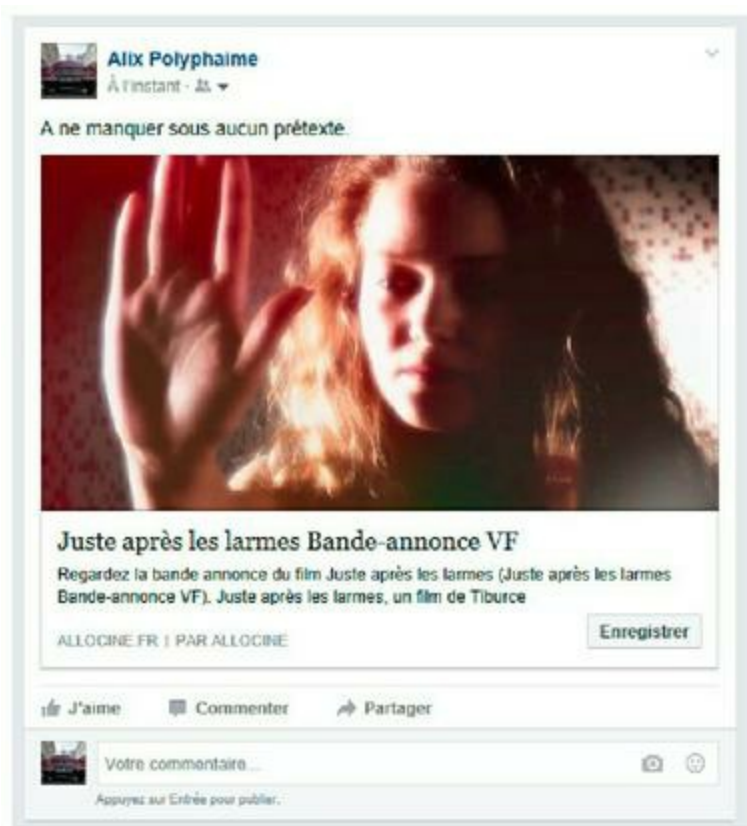 Alix Polyphaime
À l'instant ·
A ne manquer sous aucun prétexte.
Juste après les larmes Bande-annonce VF
Regardez la bande annonce du film Juste après les larmes (Juste après les larmes
Bande-annonce VF). Juste après les larmes, un film de Tiburce
ALLOCINE.FR | PAR ALLOCINE
Enregistrer
J'aime Commenter Partager
Votre commentaire...
Appuyez sur Entrée pour publier.